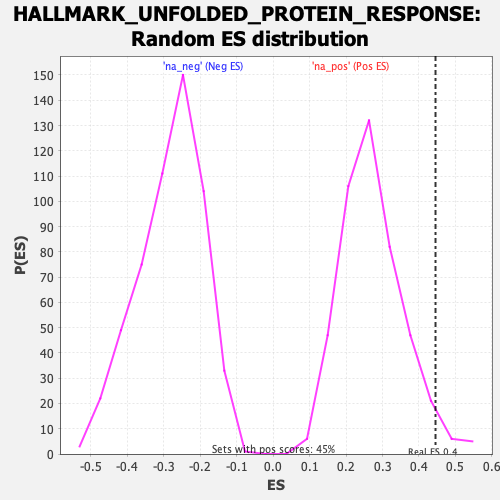 HALLMARK_UNFOLDED_PROTEIN_RESPONSE:
Random ES distribution
'na_neg' (Neg ES)
'na_pos' (Pos ES)
150
140
130
120
110
100
90
80
70
60
50
40
30
20
10
0
P(ES)
Sets with pos scores: 45%
Real ES 0.4
-0.5 -0.4 -0.3 -0.2 -0.1 0.0 0.1 0.2 0.3 0.4 0.5 0.6
ES